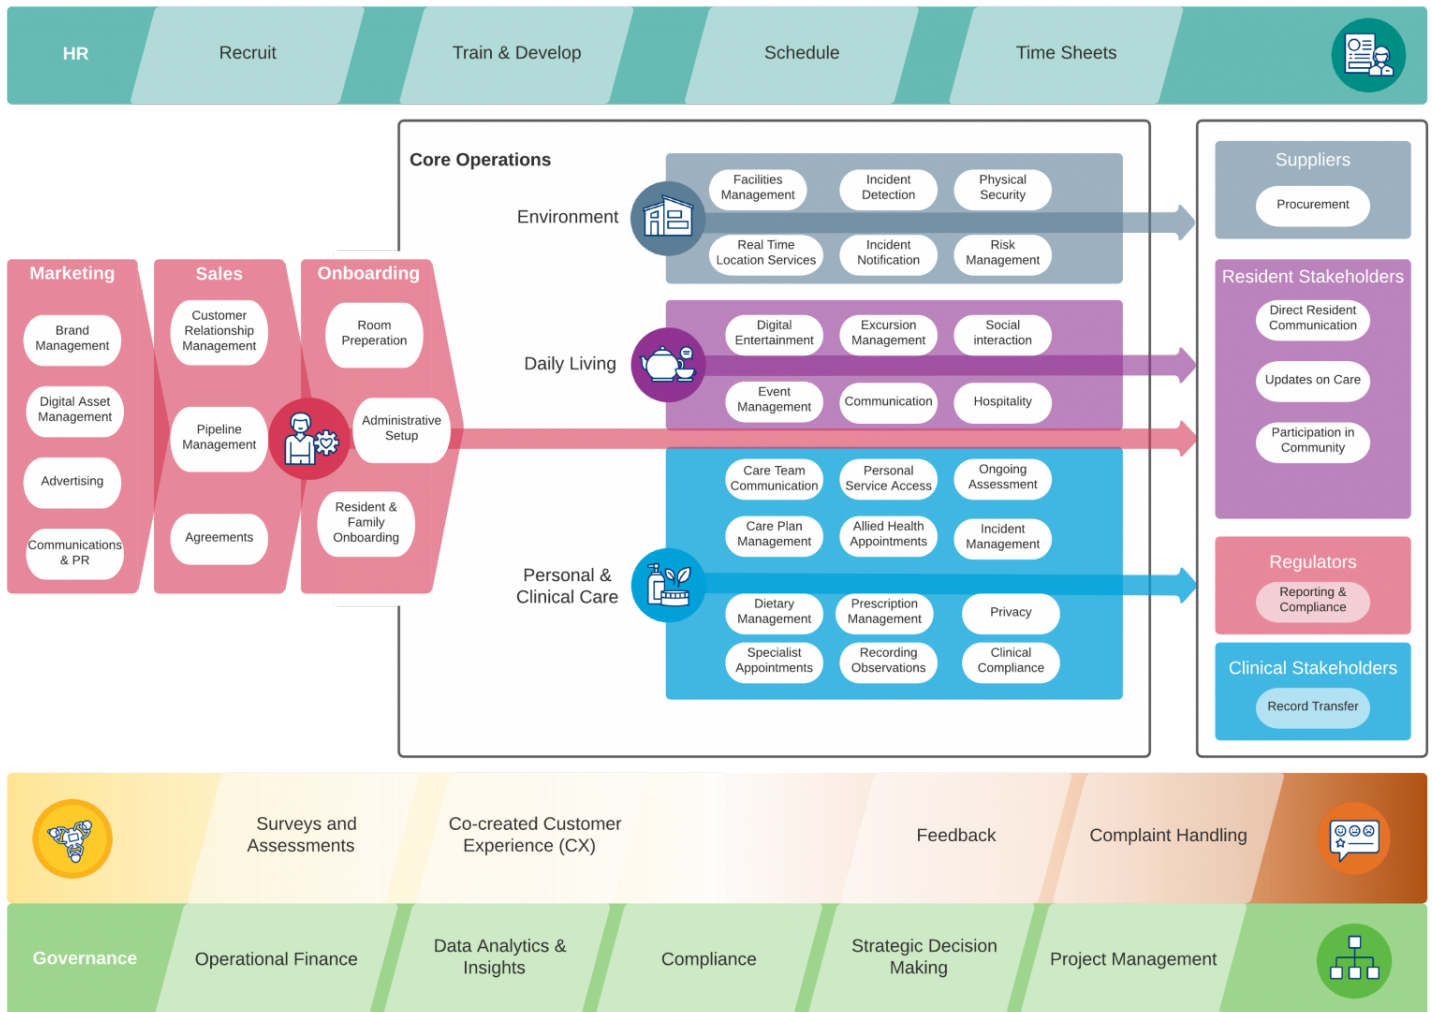 HR
Recruit
Train & Develop
Schedule
Time Sheets
Core Operations
Environment
Facilities
Management
Incident
Detection
Physical
Security
Real Time
Location Services
Incident
Notification
Risk
Management
Daily Living
Digital
Entertainment
Excursion
Management
Social
interaction
Event
Management
Communication
Hospitality
Personal &
Clinical Care
Care Team
Communication
Personal
Service Access
Ongoing
Assessment
Care Plan
Management
Allied Health
Appointments
Incident
Management
Dietary
Management
Prescription
Management
Privacy
Specialist
Appointments
Recording
Observations
Clinical
Compliance
Marketing
Brand
Management
Digital Asset
Management
Advertising
Communications
& PR
Sales
Customer
Relationship
Management
Pipeline
Management
Agreements
Onboarding
Room
Preperation
Administrative
Setup
Resident &
Family
Onboarding
Suppliers
Procurement
Resident Stakeholders
Direct Resident
Communication
Updates on Care
Participation in
Community
Regulators
Reporting &
Compliance
Clinical Stakeholders
Record Transfer
Surveys and
Assessments
Co-created Customer
Experience (CX)
Feedback
Complaint Handling
Governance
Operational Finance
Data Analytics &
Insights
Compliance
Strategic Decision
Making
Project Management